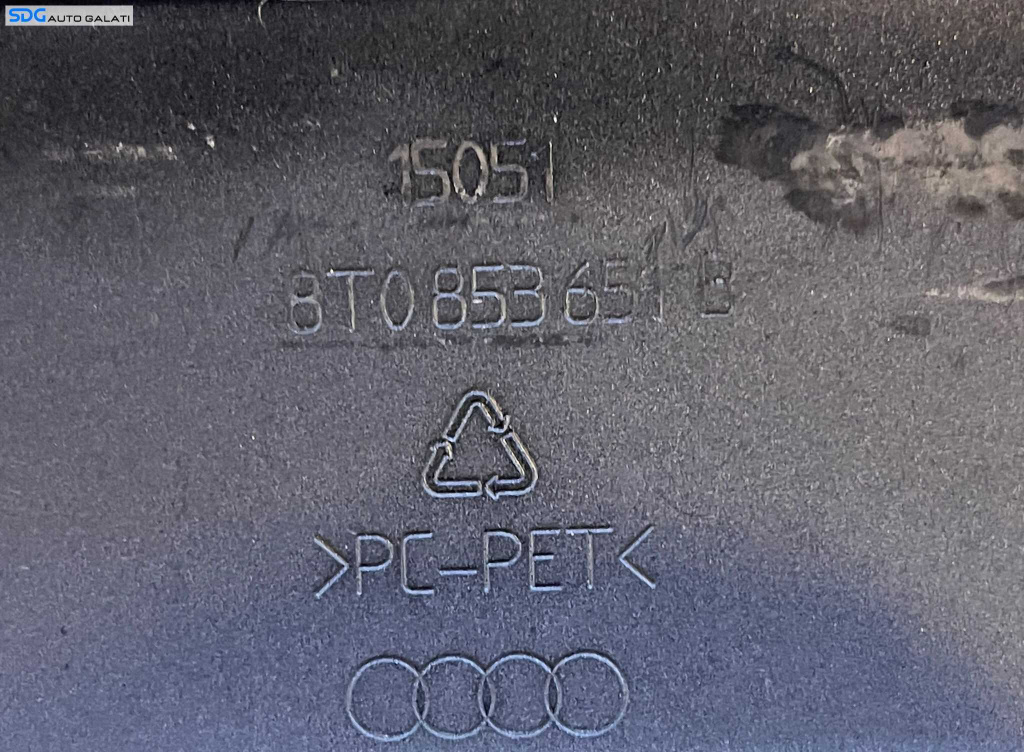 SDG AUTO GALATI
15051
8T0 853 651 B
>PC-PET<